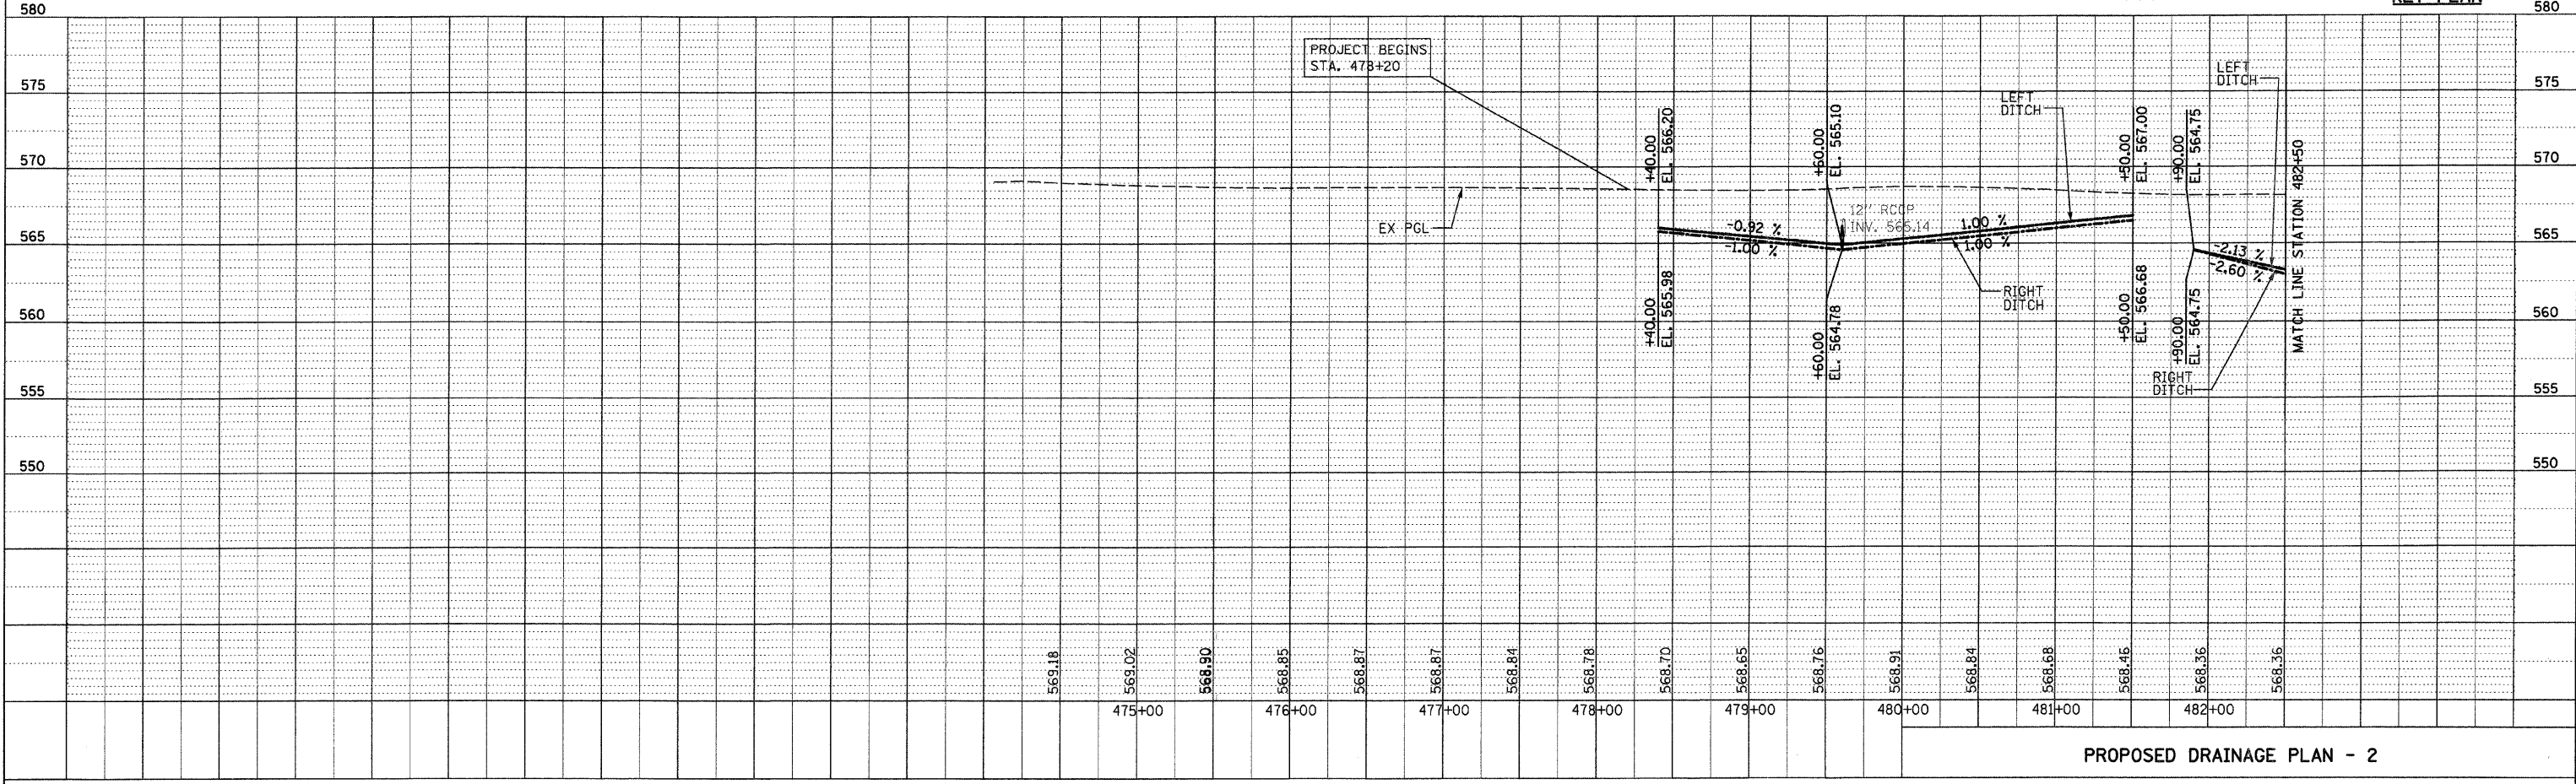 580
580
575
575
570
570
565
565
560
560
555
555
550
550
PROJECT BEGINS
STA. 478+20
EX PGL
+40.00
EL. 566.20
+60.00
EL. 565.10
LEFT
DITCH
+50.00
EL. 567.00
+90.00
EL. 564.75
LEFT
DITCH
MATCH LINE STATION 482+50
12" RCCP
INV. 565.14
-0.92 %
-1.00 %
1.00 %
1.00 %
-2.13 %
-2.60 %
RIGHT
DITCH
+40.00
EL. 565.98
+60.00
EL. 564.78
+50.00
EL. 566.68
+90.00
EL. 564.75
RIGHT
DITCH
569.18
569.02
568.90
568.85
568.87
568.87
568.84
568.78
568.70
568.65
568.76
568.91
568.84
568.68
568.46
568.36
568.36
475+00
476+00
477+00
478+00
479+00
480+00
481+00
482+00
PROPOSED DRAINAGE PLAN - 2